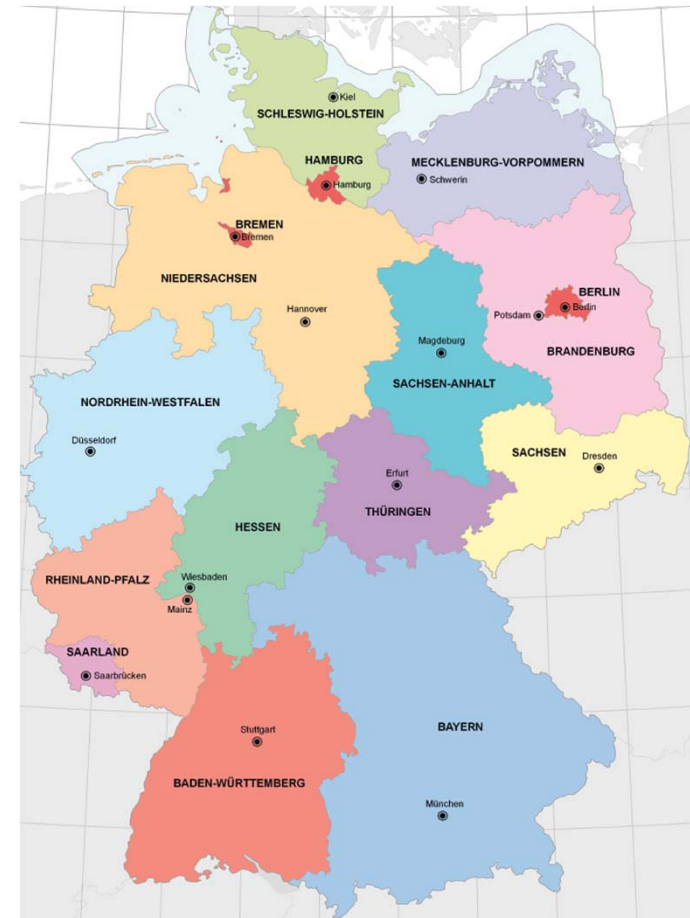 Kiel
SCHLESWIG-HOLSTEIN
HAMBURG
Hamburg
MECKLENBURG-VORPOMMERN
Schwerin
BREMEN
Bremen
NIEDERSACHSEN
Hannover
BERLIN
Berlin
Potsdam
BRANDENBURG
Magdeburg
SACHSEN-ANHALT
NORDRHEIN-WESTFALEN
Düsseldorf
SACHSEN
Dresden
Erfurt
THÜRINGEN
HESSEN
RHEINLAND-PFALZ
Wiesbaden
Mainz
SAARLAND
Saarbrücken
Stuttgart
BADEN-WÜRTTEMBERG
BAYERN
München